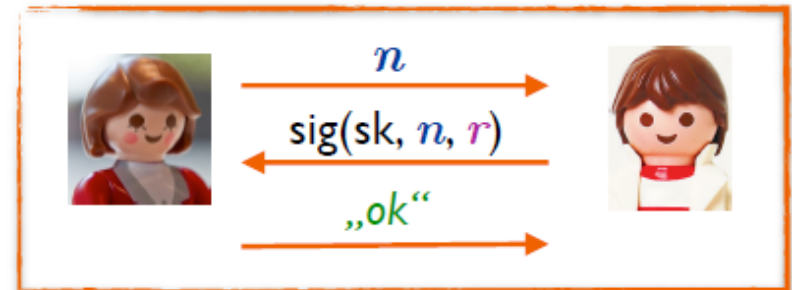 n
sig(sk, n, r)
„ok“